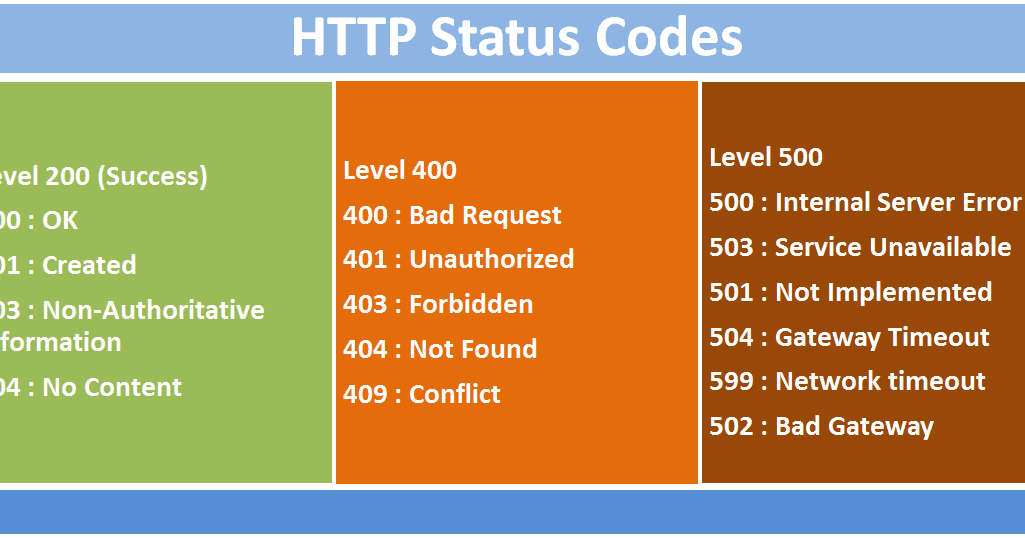 HTTP Status Codes
evel 200 (Success)
00 : OK
01 : Created
03 : Non-Authoritative
formation
04 : No Content
Level 400
400 : Bad Request
401 : Unauthorized
403 : Forbidden
404 : Not Found
409 : Conflict
Level 500
500 : Internal Server Error
503 : Service Unavailable
501 : Not Implemented
504 : Gateway Timeout
599 : Network timeout
502 : Bad Gateway